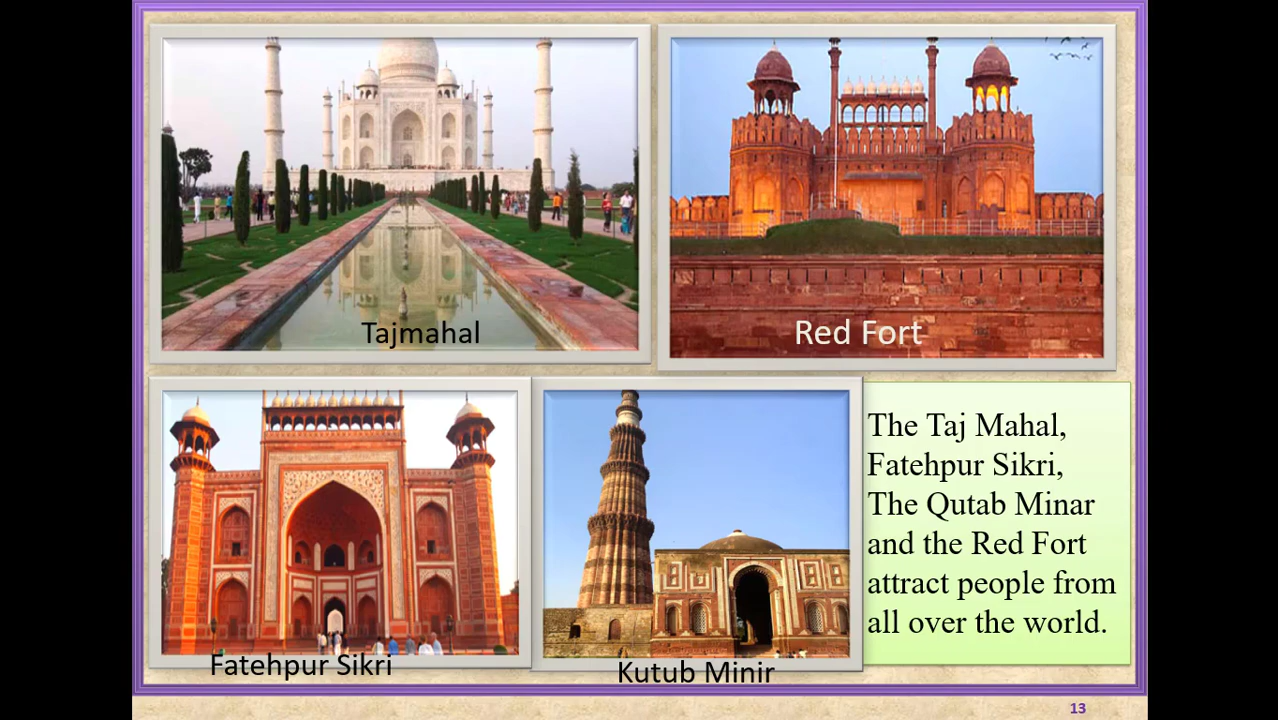 Tajmahal
Red Fort
Fatehpur Sikri
Kutub Minir
The Taj Mahal,
Fatehpur Sikri,
The Qutab Minar
and the Red Fort
attract people from
all over the world.
13